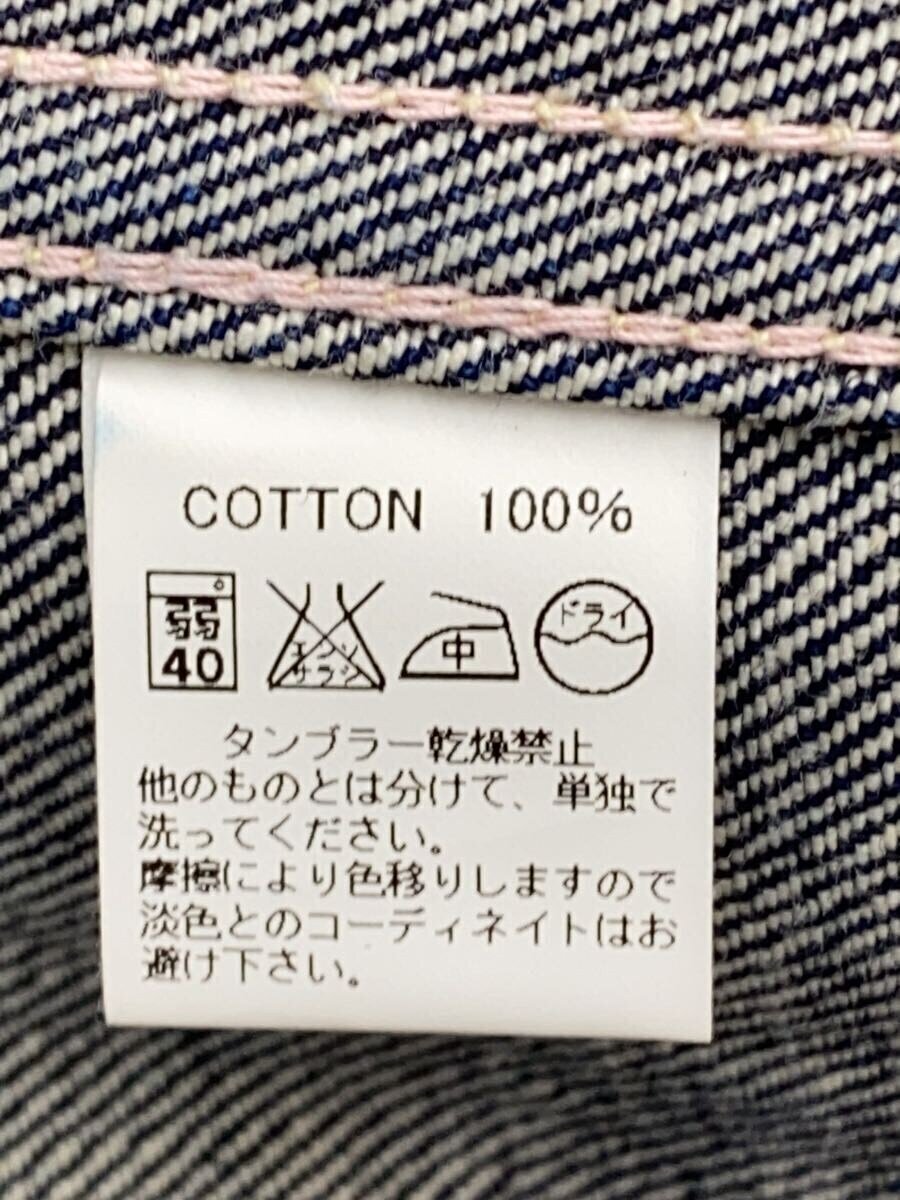 COTTON 100%
弱 エンソ 中 ドライ
40 サラシ
タンブラー乾燥禁止
他のものとは分けて、単独で
洗ってください。
摩擦により色移りしますので
淡色とのコーディネイトはお
避け下さい。